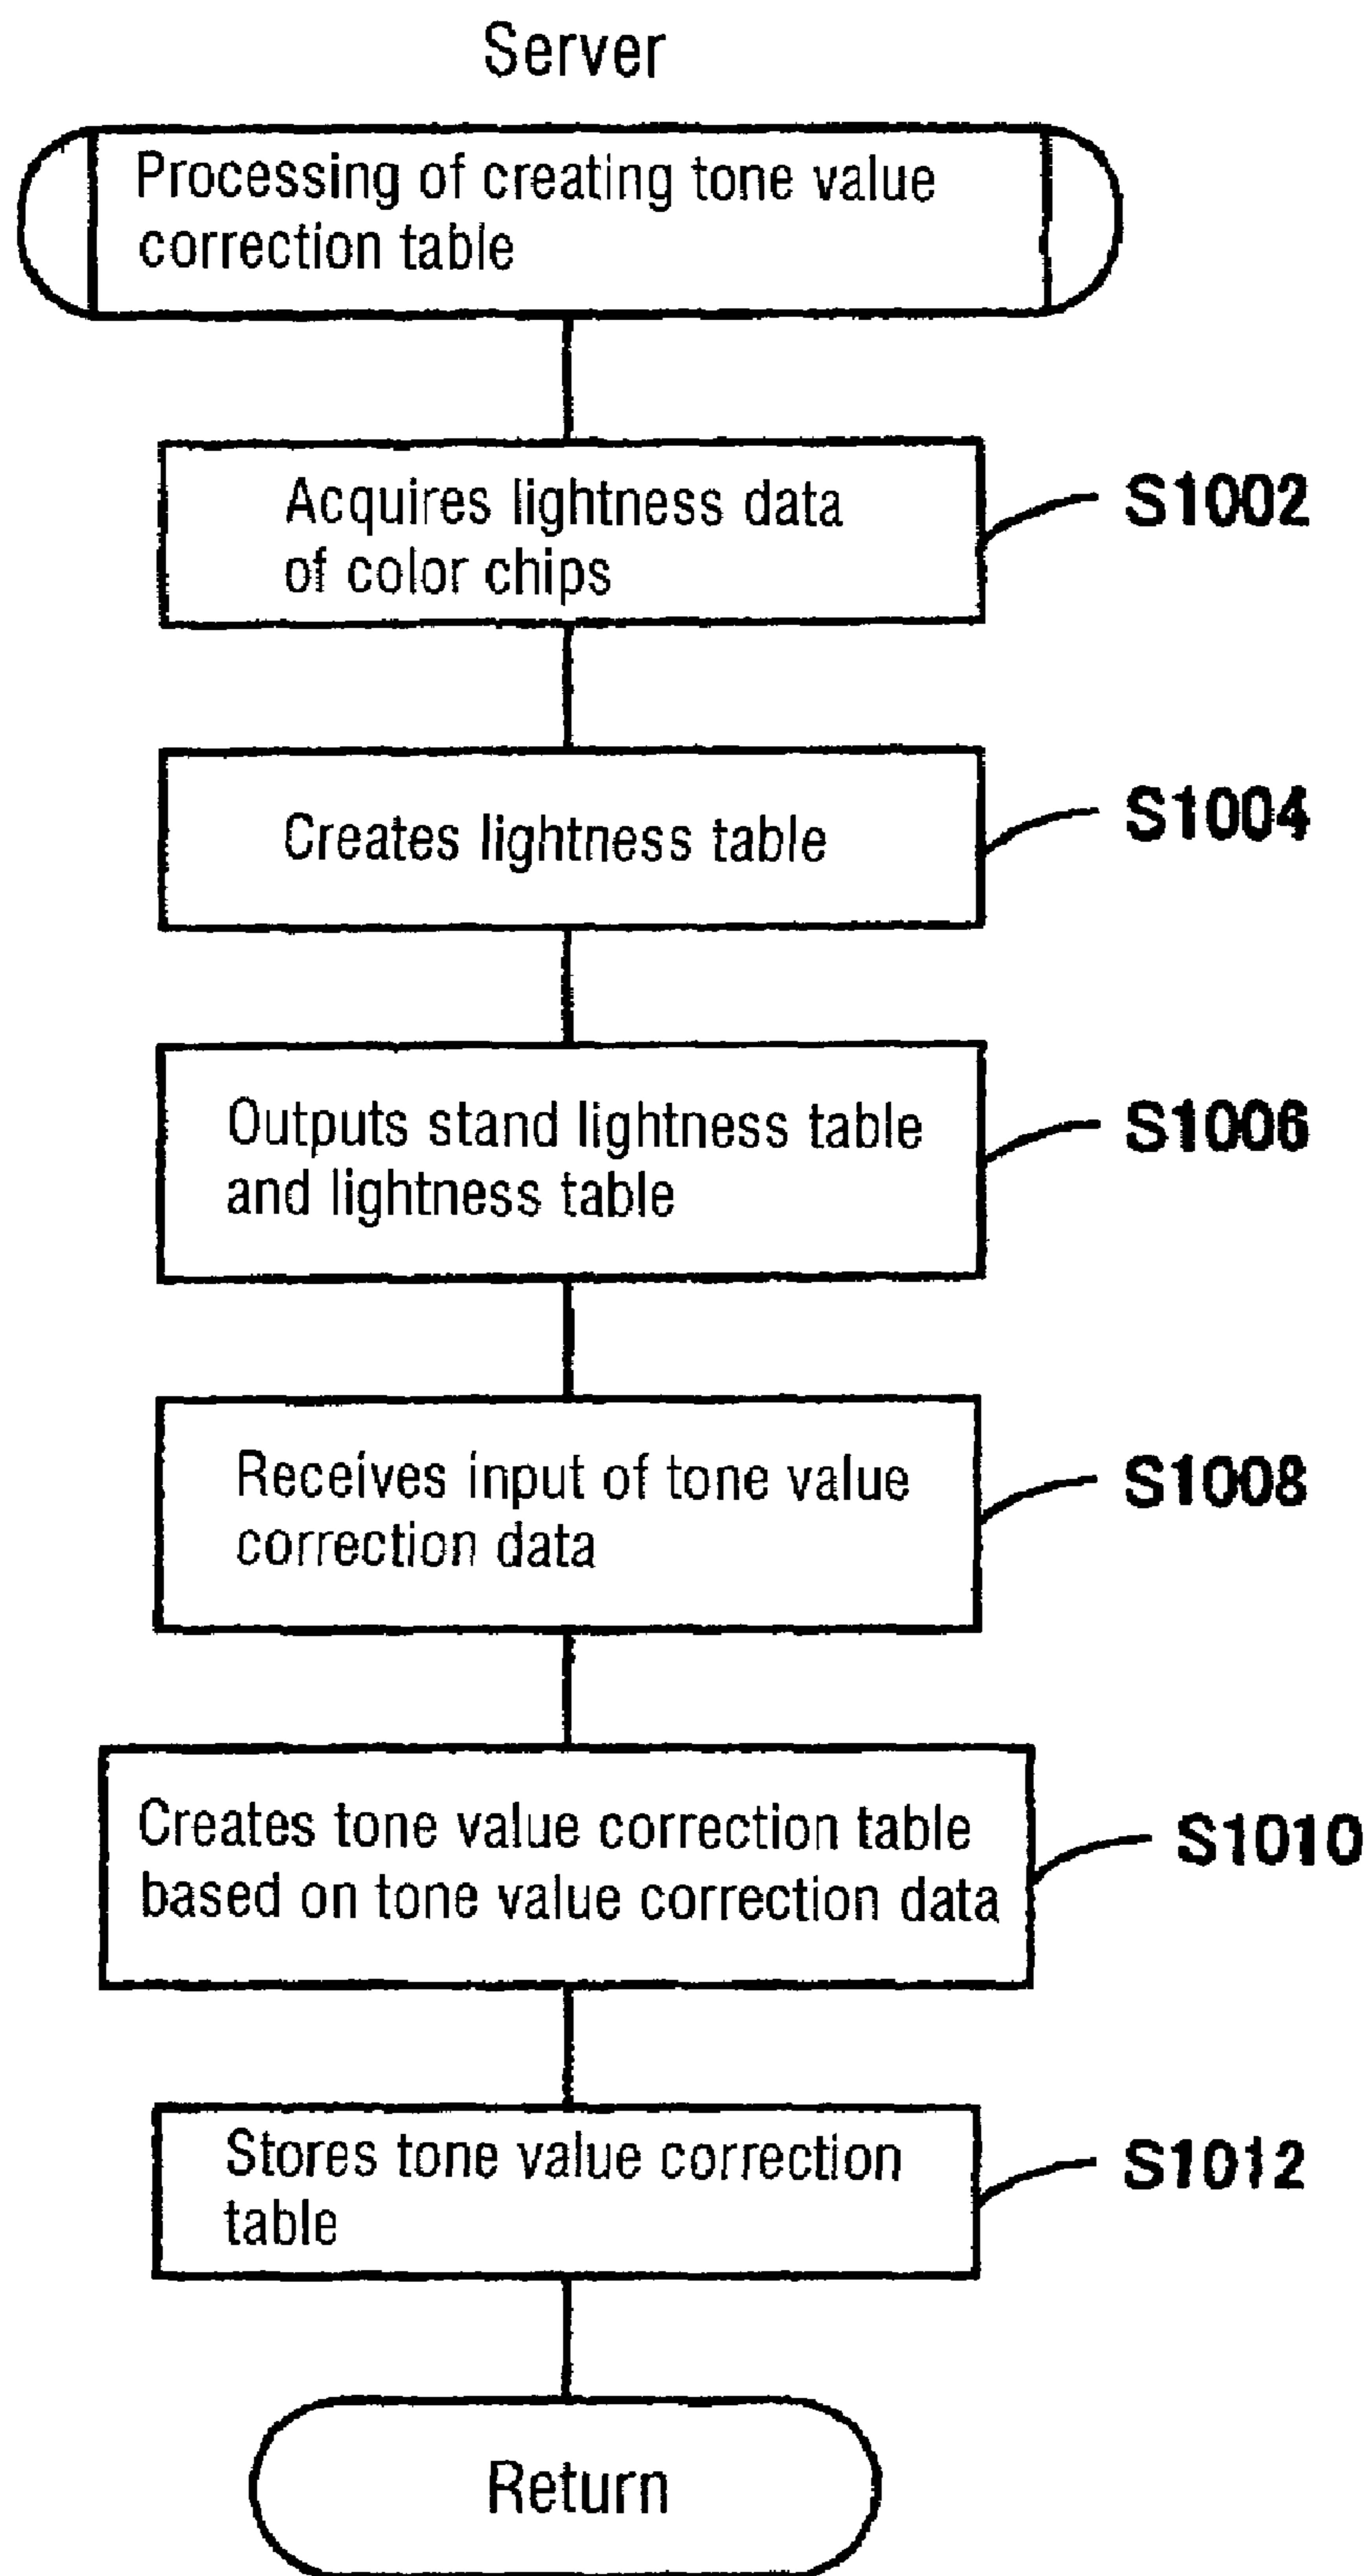 Server
Processing of creating tone value
correction table
Acquires lightness data
of color chips
S1002
Creates lightness table
S1004
Outputs stand lightness table
and lightness table
S1006
Receives input of tone value
correction data
S1008
Creates tone value correction table
based on tone value correction data
S1010
Stores tone value correction
table
S1012
Return